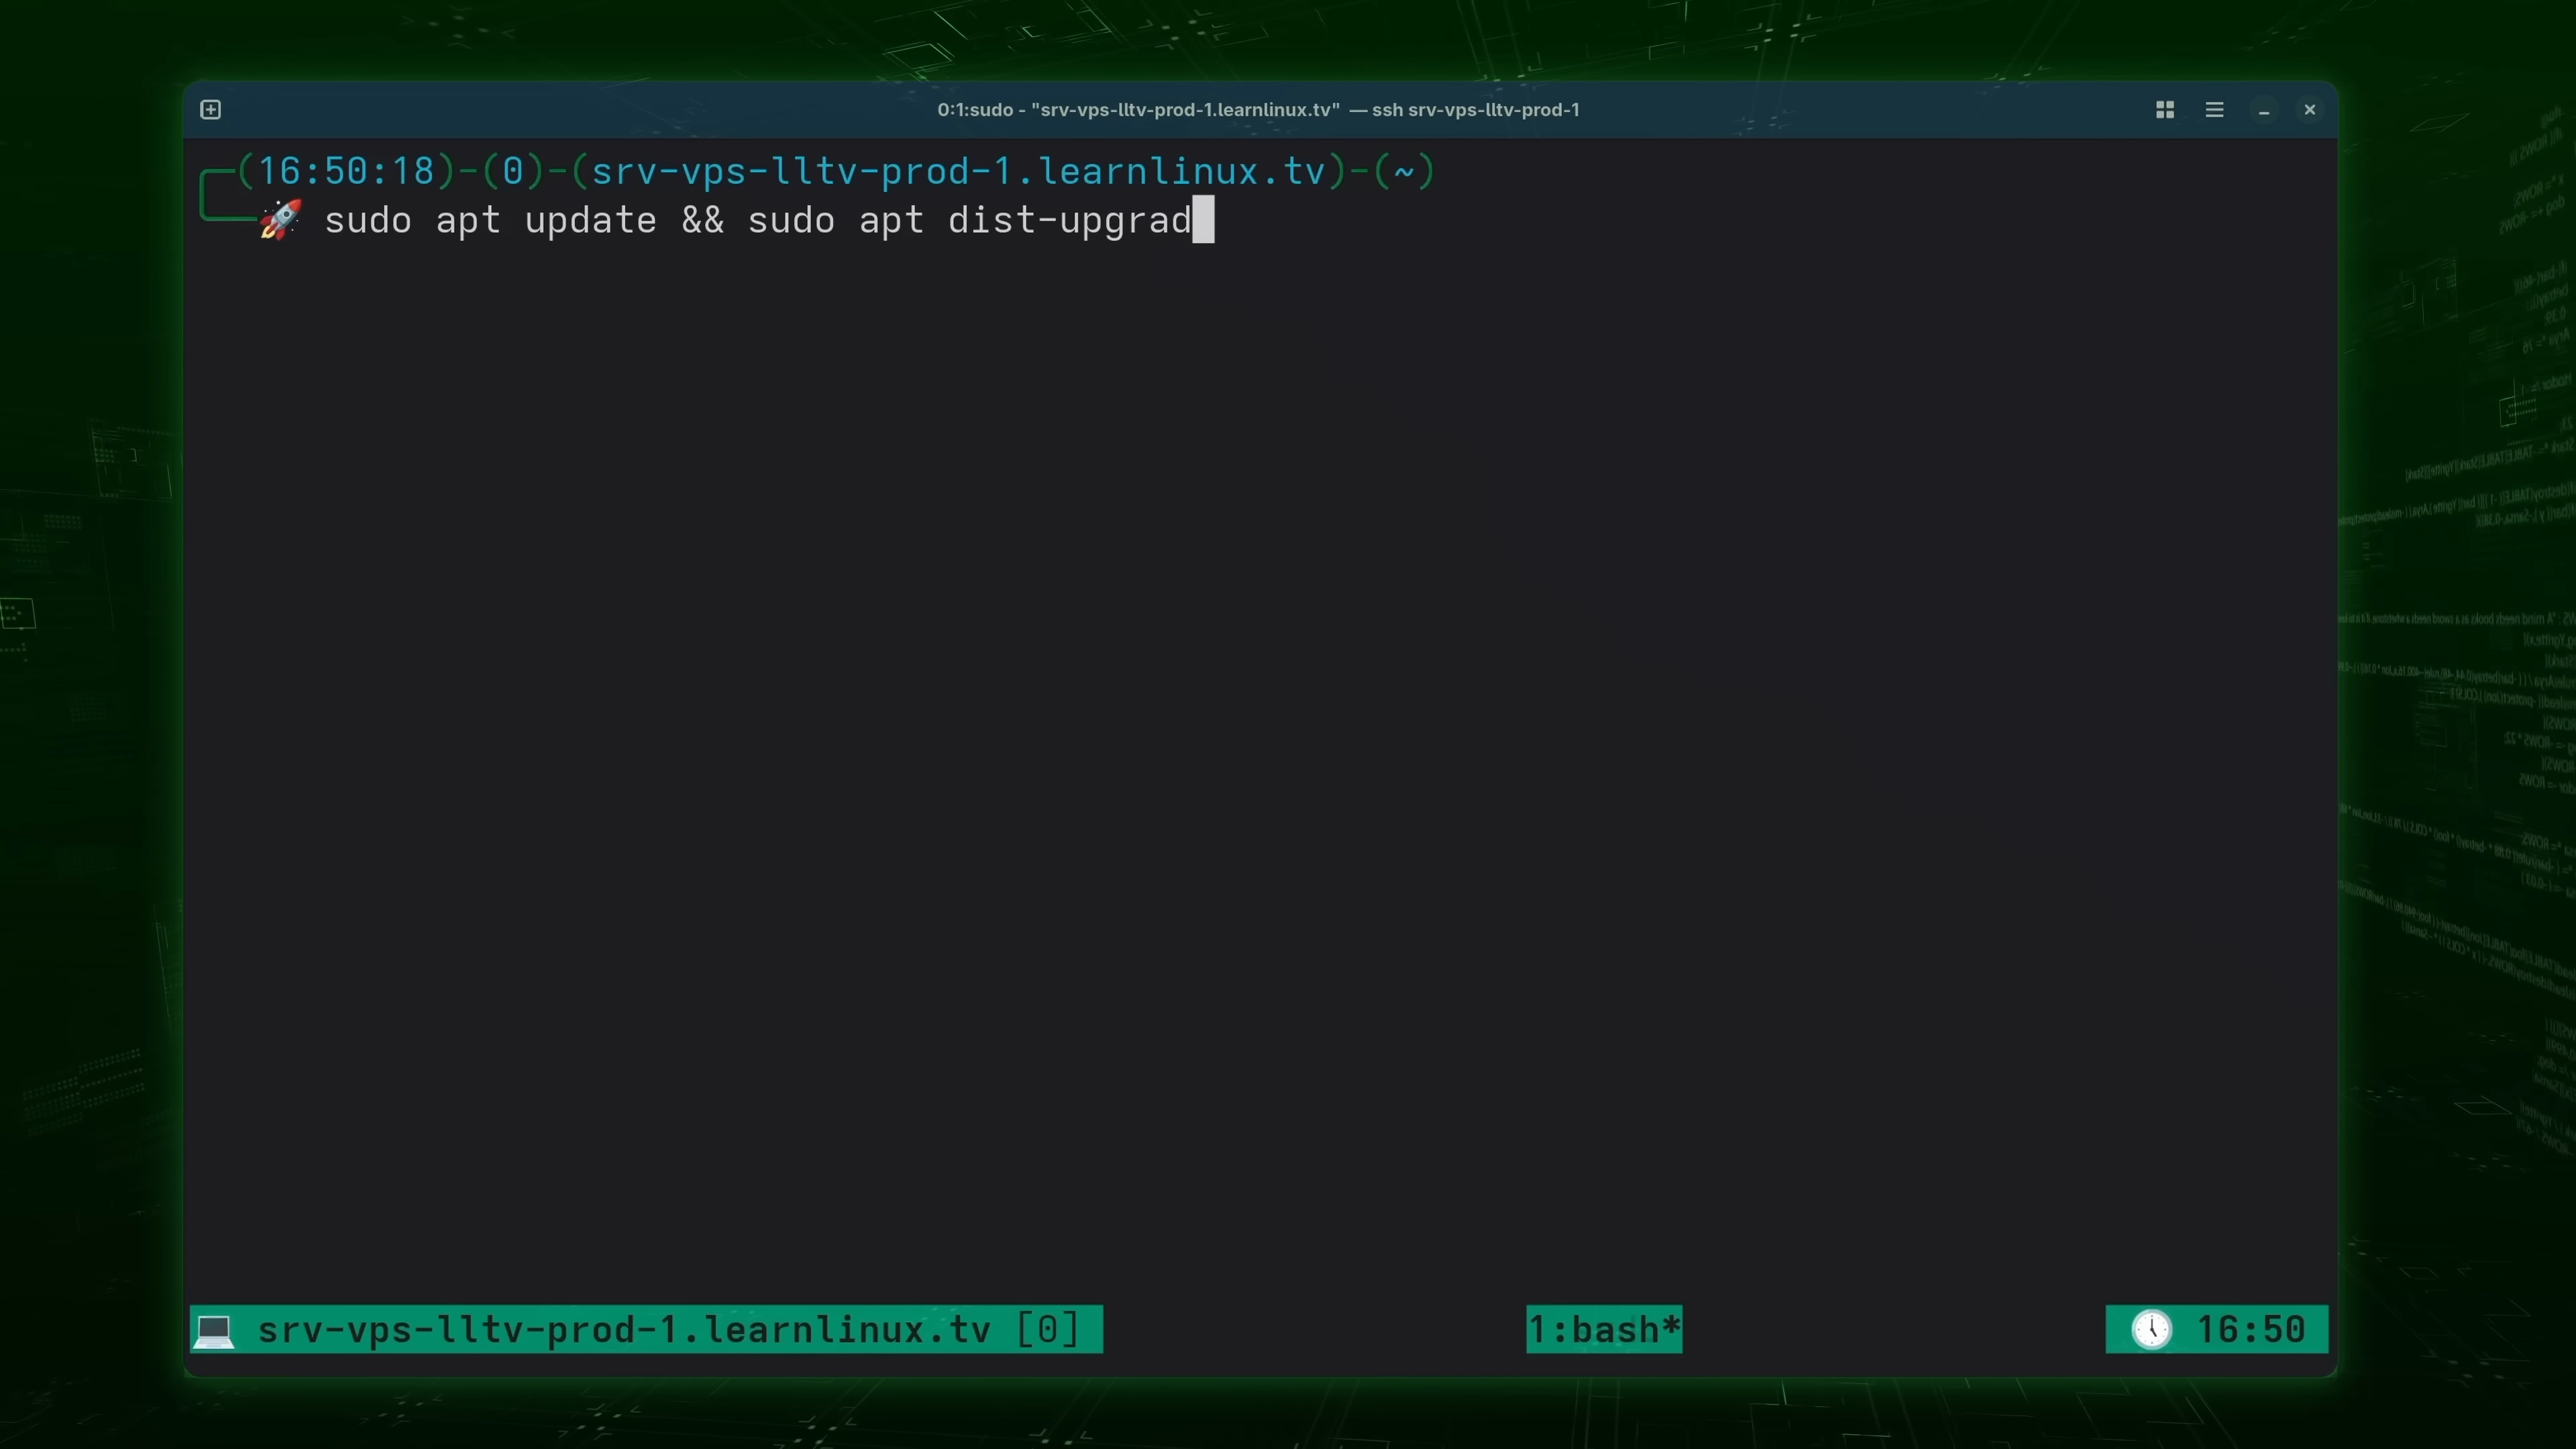 0:1:sudo - "srv-vps-lltv-prod-1.learnlinux.tv" — ssh srv-vps-lltv-prod-1
(16:50:18)-(0)-(srv-vps-lltv-prod-1.learnlinux.tv)-(~)
🚀 sudo apt update && sudo apt dist-upgrad
💻 srv-vps-lltv-prod-1.learnlinux.tv [0] 1:bash* 🕔 16:50